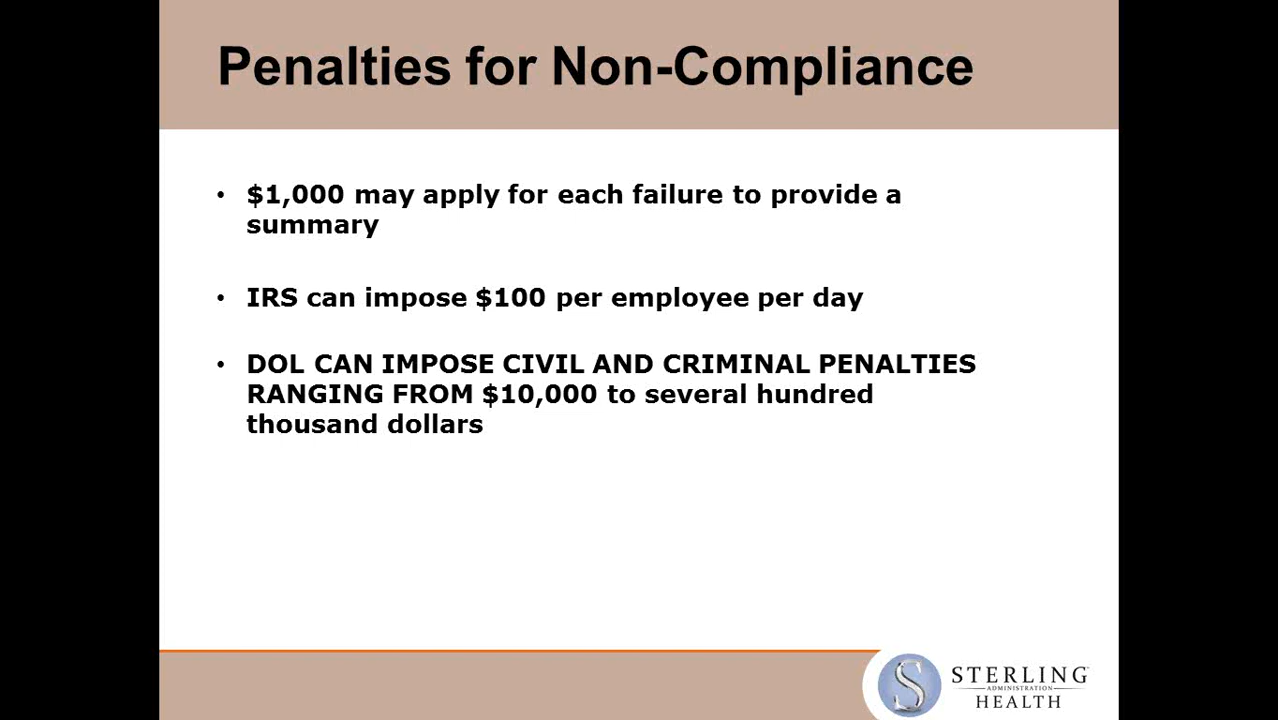 Penalties for Non-Compliance
• $1,000 may apply for each failure to provide a
summary
• IRS can impose $100 per employee per day
• DOL CAN IMPOSE CIVIL AND CRIMINAL PENALTIES
RANGING FROM $10,000 to several hundred
thousand dollars
S
STERLING
ADMINISTRATION
HEALTH